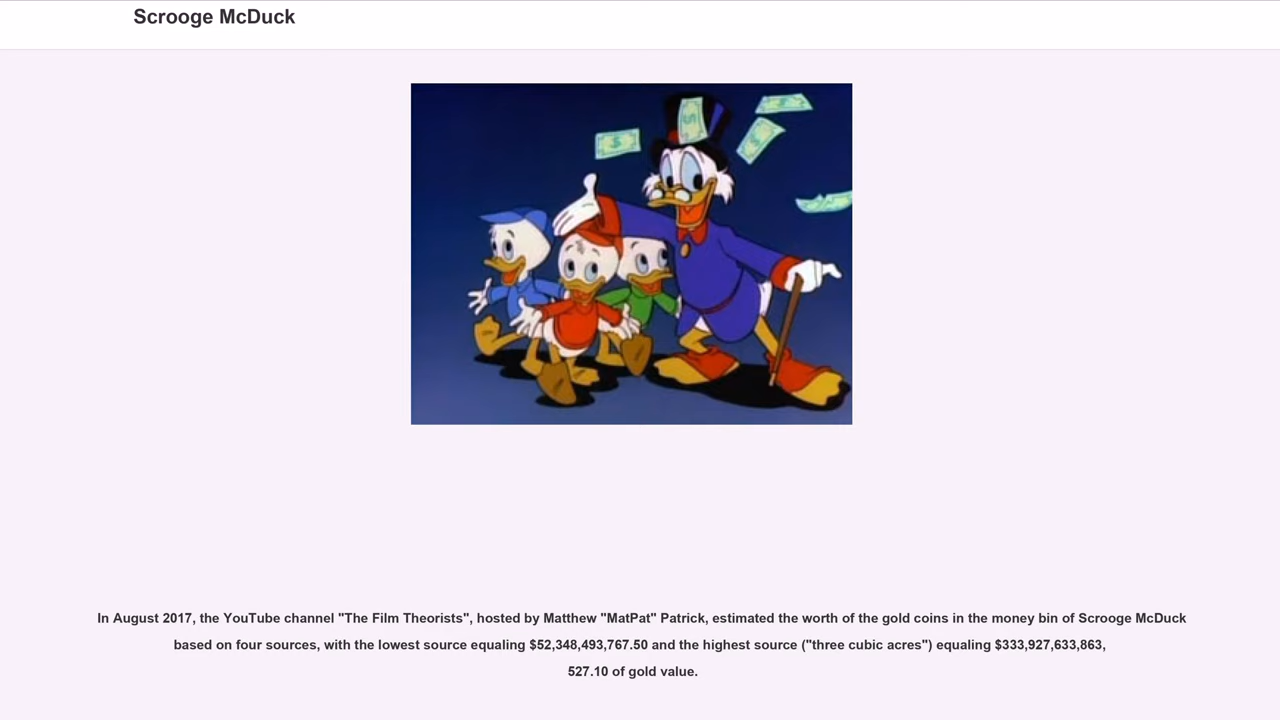 Scrooge McDuck
In August 2017, the YouTube channel "The Film Theorists", hosted by Matthew "MatPat" Patrick, estimated the worth of the gold coins in the money bin of Scrooge McDuck
based on four sources, with the lowest source equaling $52,348,493,767.50 and the highest source ("three cubic acres") equaling $333,927,633,863,
527.10 of gold value.